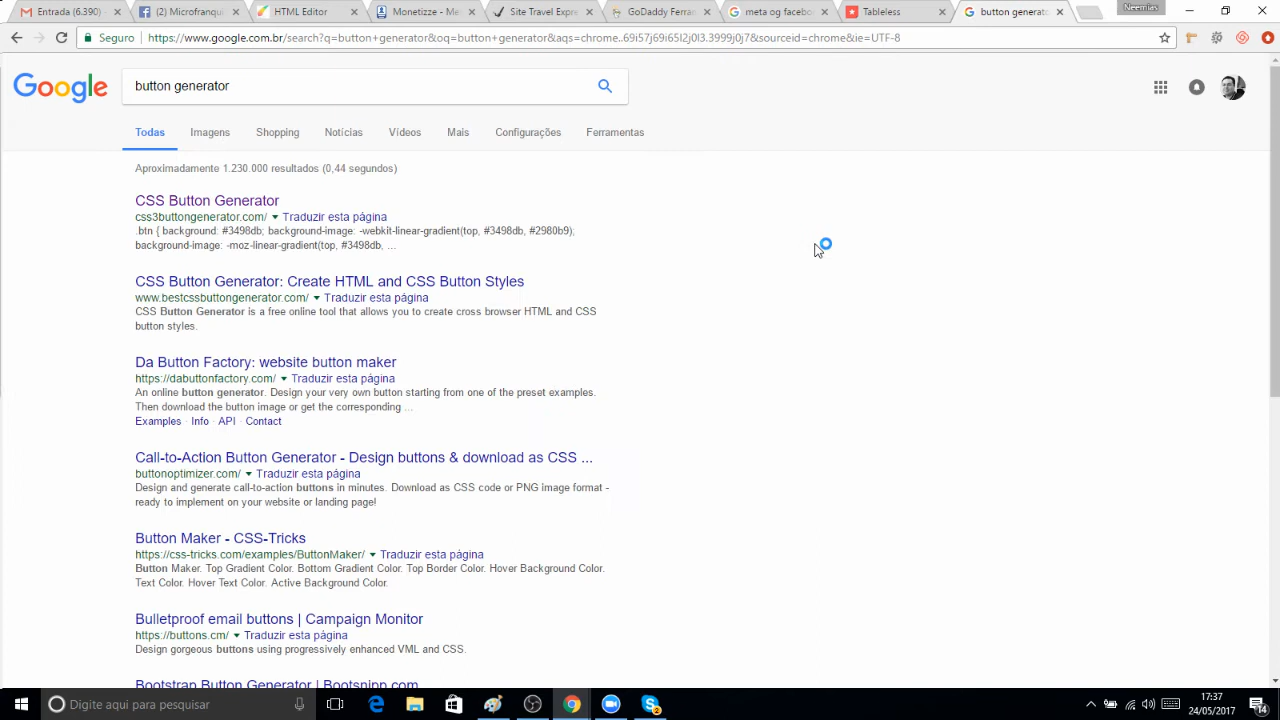 Entrada (6.390) -
(2) Microfranqui
HTML Editor
Monetizze - Me
Site Travel Expre
GoDaddy Ferran
meta og faceboo
Tableless
button generato
Neemias
Seguro
https://www.google.com.br/search?q=button+generator&oq=button+generator&aqs=chrome..69i57j69i65l2j0l3.3999j0j7&sourceid=chrome&ie=UTF-8
Google
button generator
Todas Imagens Shopping Notícias Vídeos Mais Configurações Ferramentas
Aproximadamente 1.230.000 resultados (0,44 segundos)
CSS Button Generator
css3buttongenerator.com/ Traduzir esta página
.btn { background: #3498db; background-image: -webkit-linear-gradient(top, #3498db, #2980b9);
background-image: -moz-linear-gradient(top, #3498db, ...
CSS Button Generator: Create HTML and CSS Button Styles
www.bestcssbuttongenerator.com/ Traduzir esta página
CSS Button Generator is a free online tool that allows you to create cross browser HTML and CSS
button styles.
Da Button Factory: website button maker
https://dabuttonfactory.com/ Traduzir esta página
An online button generator. Design your very own button starting from one of the preset examples.
Then download the button image or get the corresponding ...
Examples · Info · API · Contact
Call-to-Action Button Generator - Design buttons & download as CSS ...
buttonoptimizer.com/ Traduzir esta página
Design and generate call-to-action buttons in minutes. Download as CSS code or PNG image format -
ready to implement on your website or landing page!
Button Maker - CSS-Tricks
https://css-tricks.com/examples/ButtonMaker/ Traduzir esta página
Button Maker. Top Gradient Color. Bottom Gradient Color. Top Border Color. Hover Background Color.
Text Color. Hover Text Color. Active Background Color.
Bulletproof email buttons | Campaign Monitor
https://buttons.cm/ Traduzir esta página
Design gorgeous buttons using progressively enhanced VML and CSS.
Bootstrap Button Generator | Bootsnipp.com
Digite aqui para pesquisar
17:37
24/05/2017
14